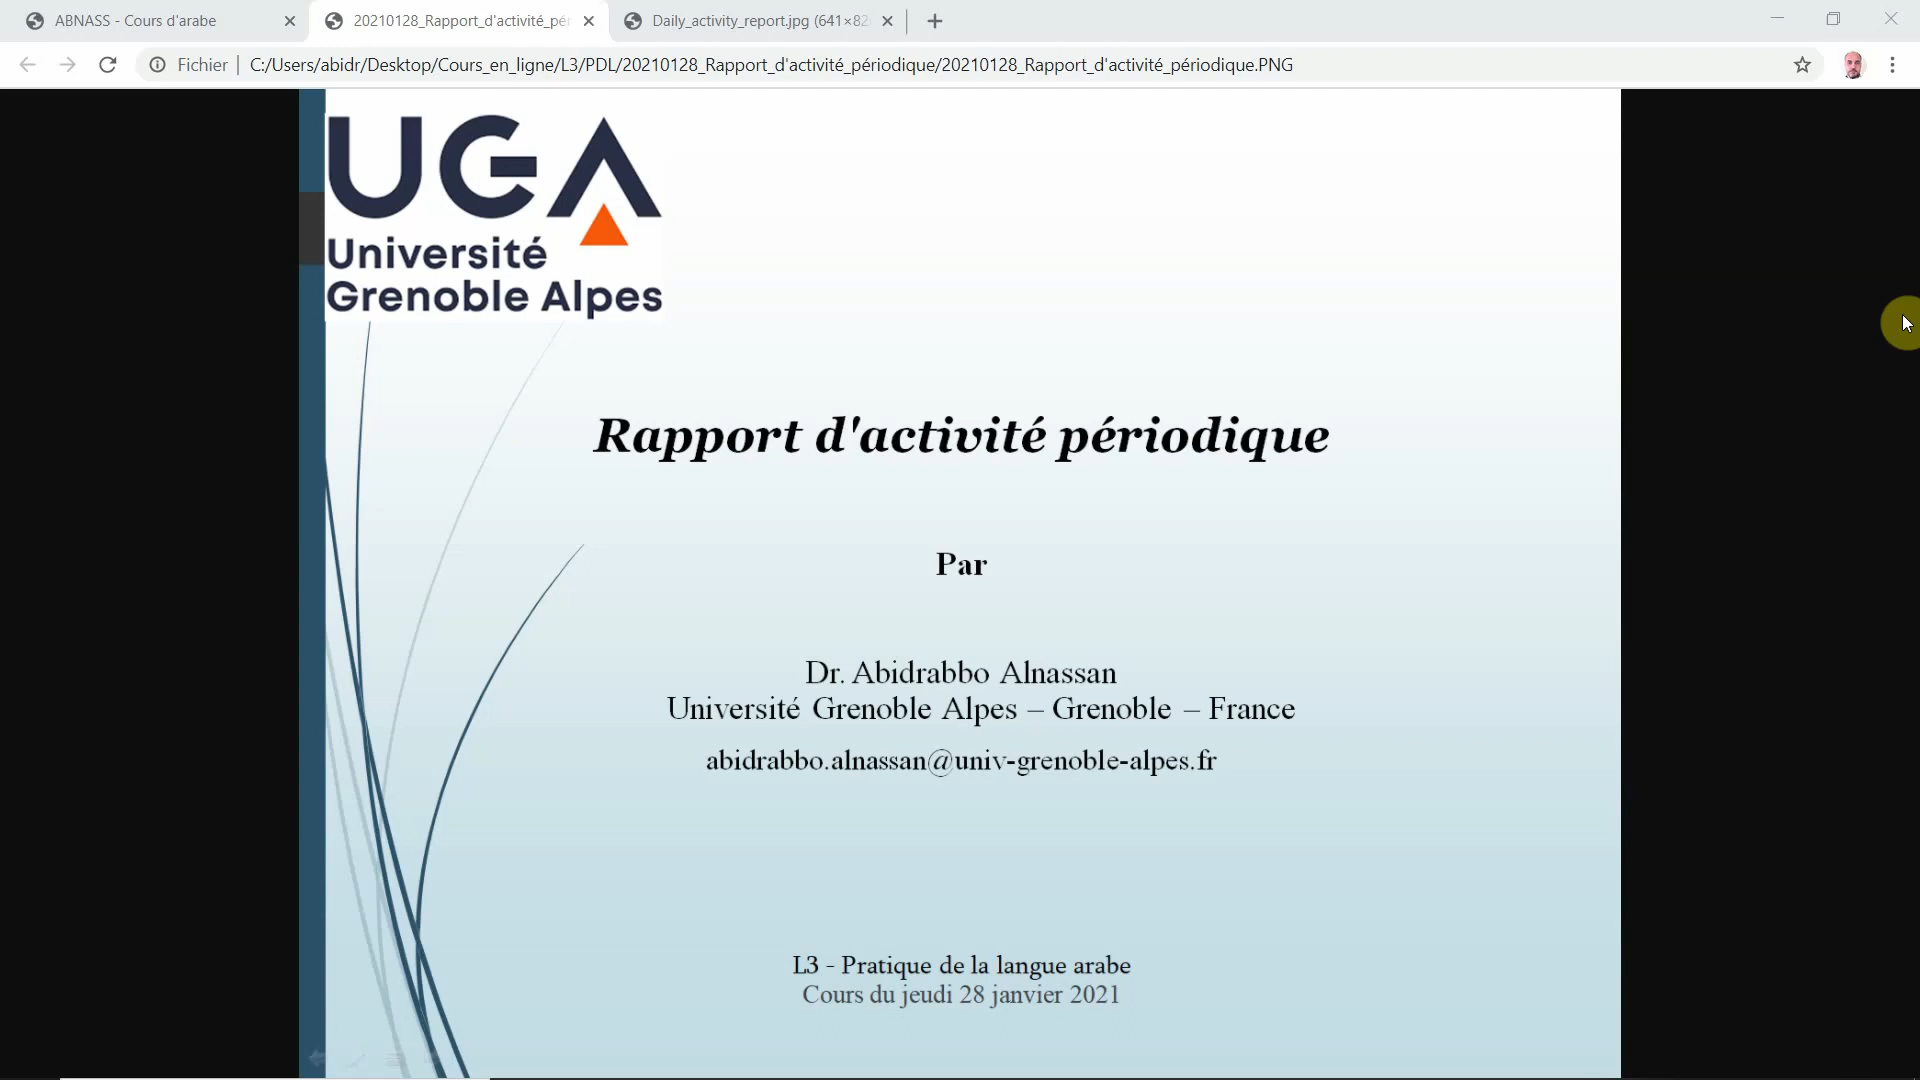 ABNASS - Cours d'arabe
20210128_Rapport_d'activité_pér
Daily_activity_report.jpg (641×82
Fichier
C:/Users/abidr/Desktop/Cours_en_ligne/L3/PDL/20210128_Rapport_d'activité_périodique/20210128_Rapport_d'activité_périodique.PNG
UGA
Université
Grenoble Alpes
Rapport d'activité périodique
Par
Dr. Abidrabbo Alnassan
Université Grenoble Alpes – Grenoble – France
abidrabbo.alnassan@univ-grenoble-alpes.fr
L3 - Pratique de la langue arabe
Cours du jeudi 28 janvier 2021